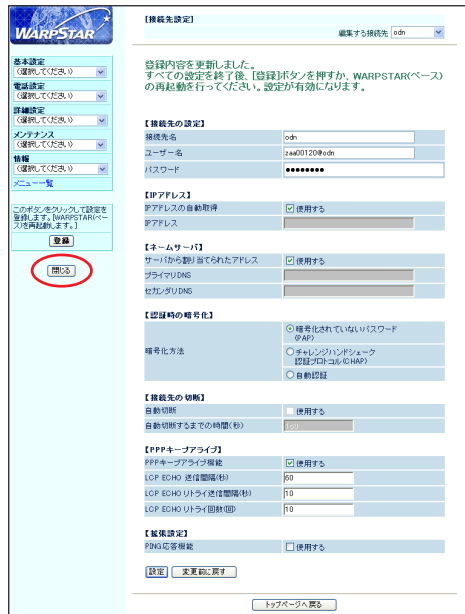 WARPSTAR
基本設定
(選択してください)
電話設定
(選択してください)
詳細設定
(選択してください)
メンテナンス
(選択してください)
情報
(選択してください)
メニュー一覧
このボタンをクリックして設定を
登録します。[WARPSTAR(ベー
ス)を再起動します。]
登録
閉じる
【接続先設定】
編集する接続先 odn
登録内容を更新しました。
すべての設定を終了後、[登録]ボタンを押すか、WARPSTAR(ベース)
の再起動を行ってください。設定が有効になります。
【接続先の設定】
接続先名 odn
ユーザー名 zaa00120@odn
パスワード ●●●●●●●●
【IPアドレス】
IPアドレスの自動取得 使用する
IPアドレス
【ネームサーバ】
サーバから割り当てられたアドレス 使用する
プライマリDNS
セカンダリDNS
【認証時の暗号化】
暗号化方法
暗号化されていないパスワード
(PAP)
チャレンジハンドシェーク
認証プロトコル(CHAP)
自動認証
【接続先の切断】
自動切断 使用する
自動切断するまでの時間(秒)
【PPPキープアライブ】
PPPキープアライブ機能 使用する
LCP ECHO 送信間隔(秒) 60
LCP ECHO リトライ送信間隔(秒) 10
LCP ECHO リトライ回数(回) 10
【拡張設定】
PING応答機能 使用する
設定 変更前に戻す
トップページへ戻る